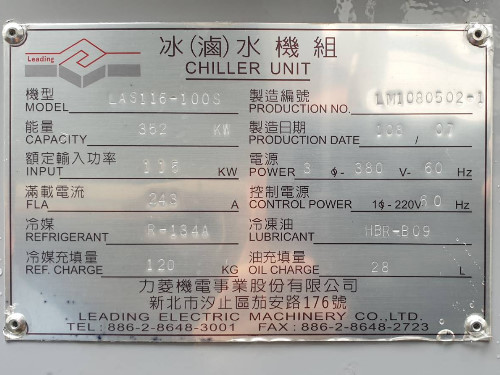 Leading
冰(滷)水機組
CHILLER UNIT
機型 製造編號
MODEL LAS116-100S PRODUCTION NO. LM1080502-1
能量 製造日期
CAPACITY 352 KW PRODUCTION DATE 108 / 07
額定輸入功率 電源
INPUT KW POWER 3 ϕ- 380 V- 60 Hz
滿載電流 控制電源
FLA 243 A CONTROL POWER 1ϕ-220V 60 Hz
冷媒 冷凍油
REFRIGERANT R-134A LUBRICANT HBR-B09
冷媒充填量 油充填量
REF. CHARGE 120 KG OIL CHARGE 28 L
力菱機電事業股份有限公司
新北市汐止區茄安路176號
LEADING ELECTRIC MACHINERY CO.,LTD.
TEL:886-2-8648-3001 FAX:886-2-8648-2723